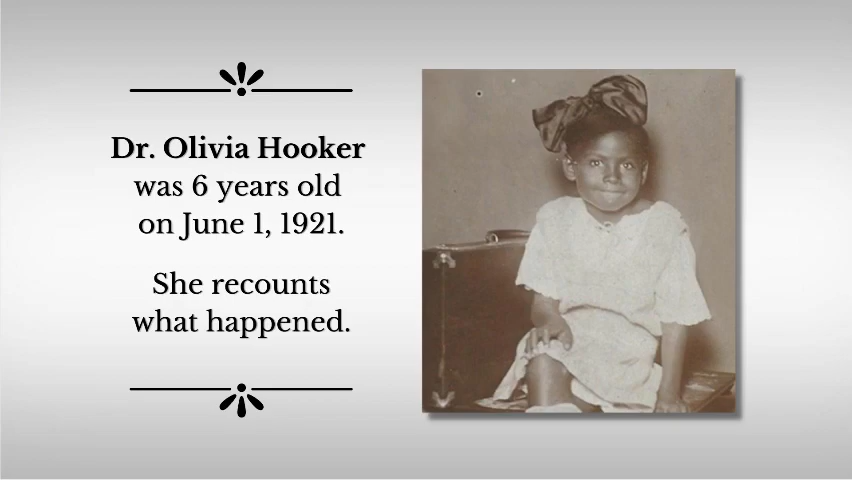 Dr. Olivia Hooker
was 6 years old
on June 1, 1921.
She recounts
what happened.